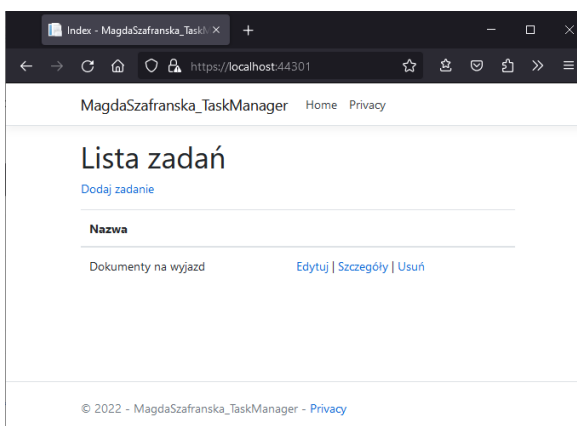 Index - MagdaSzafranska_Task
https://localhost:44301
MagdaSzafranska_TaskManager Home Privacy
Lista zadań
Dodaj zadanie
Nazwa
Dokumenty na wyjazd Edytuj | Szczegóły | Usuń
© 2022 - MagdaSzafranska_TaskManager - Privacy